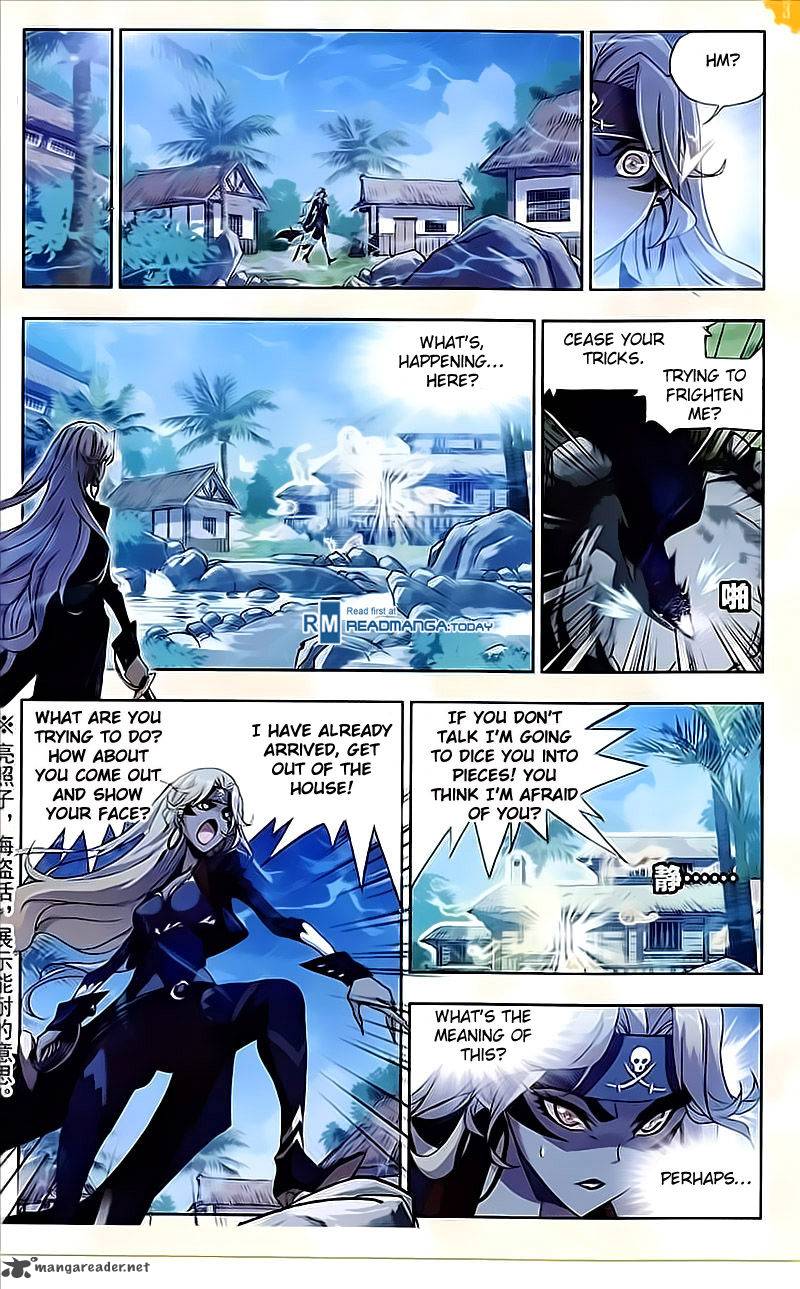 HM?
WHAT'S,
HAPPENING...
HERE?
CEASE YOUR
TRICKS.
TRYING TO
FRIGHTEN
ME?
啪
Read first at
RM READMANGA.TODAY
WHAT ARE YOU
TRYING TO DO?
HOW ABOUT
YOU COME OUT
AND SHOW
YOUR FACE?
I HAVE ALREADY
ARRIVED, GET
OUT OF THE
HOUSE!
IF YOU DON'T
TALK I'M GOING
TO DICE YOU INTO
PIECES! YOU
THINK I'M AFRAID
OF YOU?
静……
WHAT'S THE
MEANING OF
THIS?
PERHAPS...
※亮照子，海盗话，展示能耐的意思。
mangareader.net